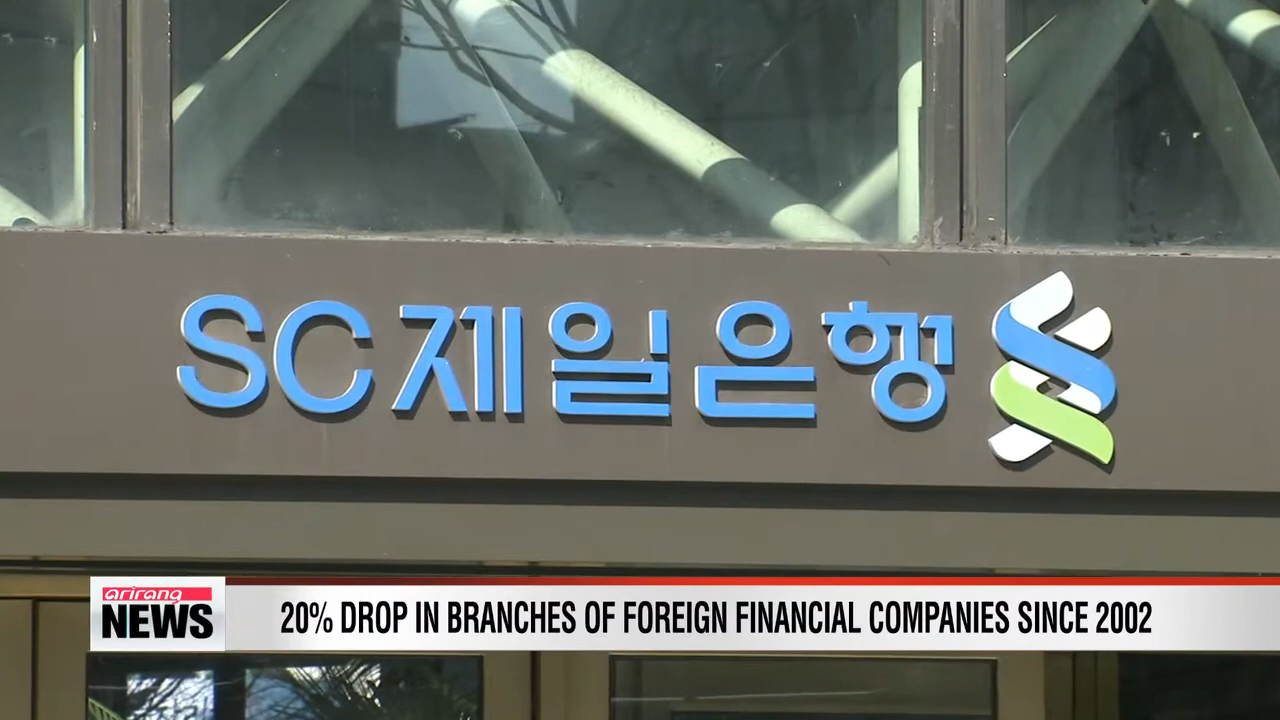 SC제일은행
arirang
NEWS
20% DROP IN BRANCHES OF FOREIGN FINANCIAL COMPANIES SINCE 2002